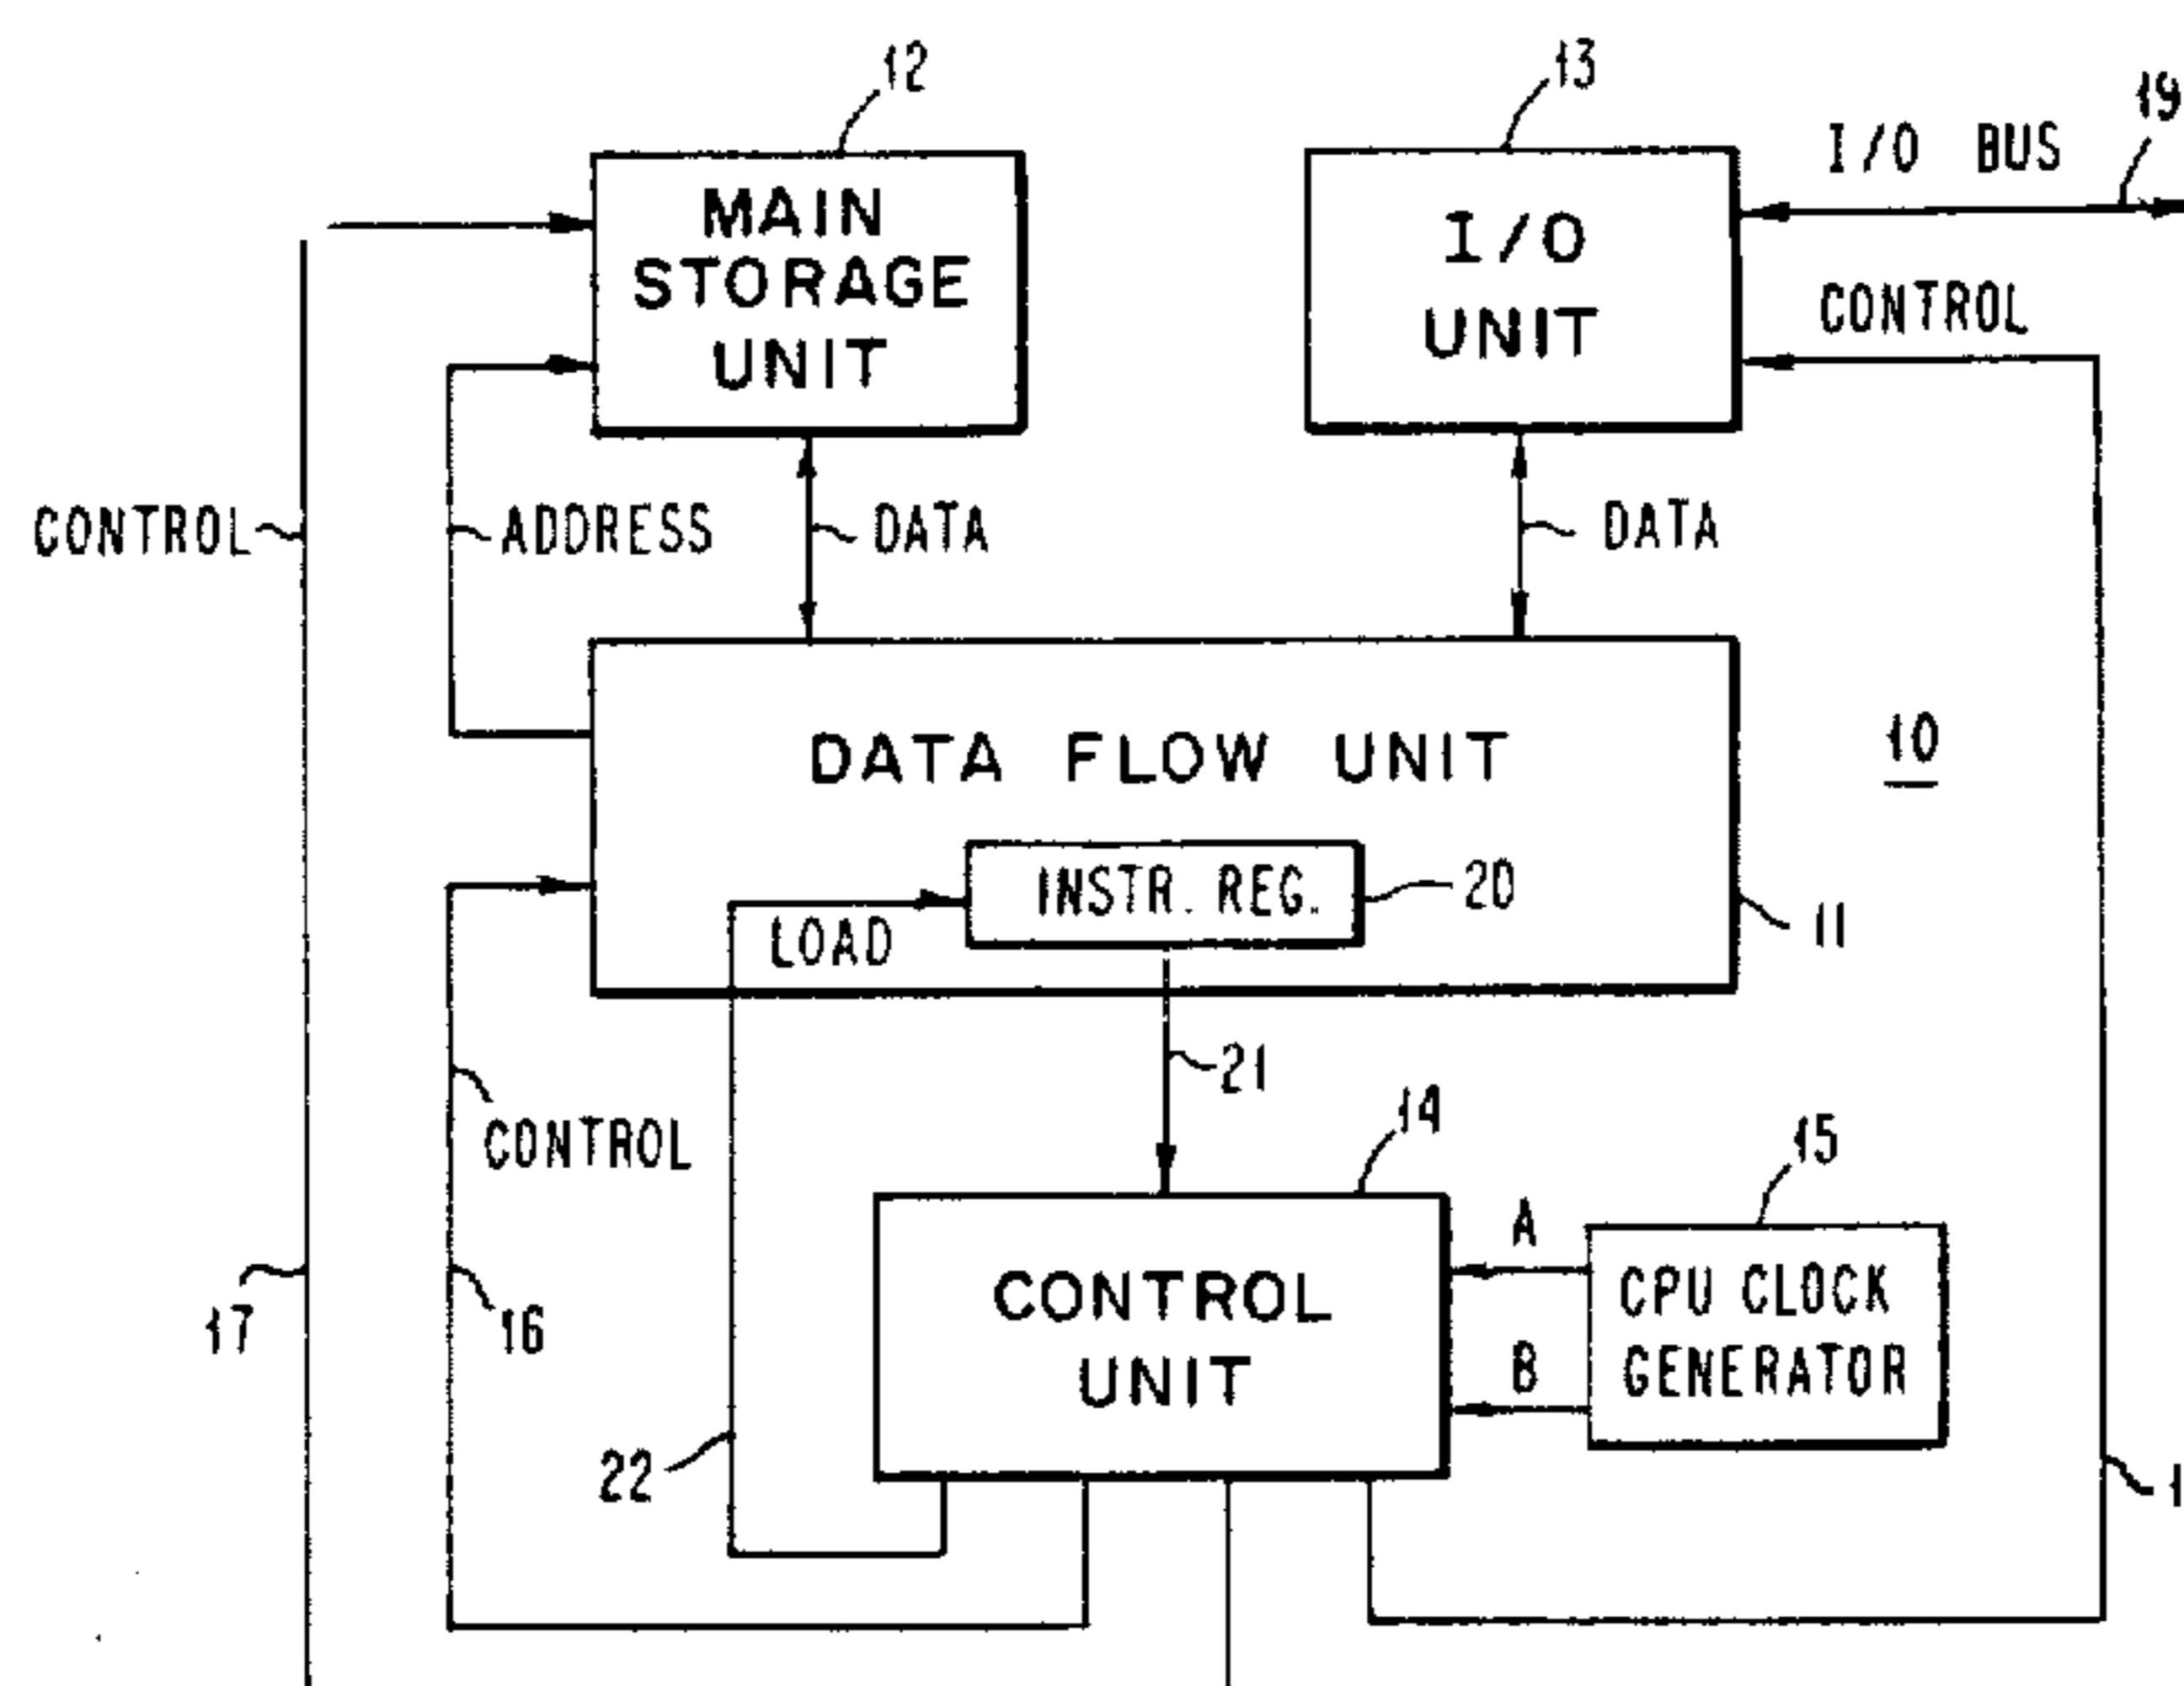 12
13
19
I/O BUS
MAIN
STORAGE
UNIT
I/O
UNIT
CONTROL
CONTROL
ADDRESS
DATA
DATA
DATA FLOW UNIT
10
INSTR. REG.
20
LOAD
11
21
14
CONTROL
15
A
CONTROL
UNIT
CPU CLOCK
GENERATOR
B
17
16
22